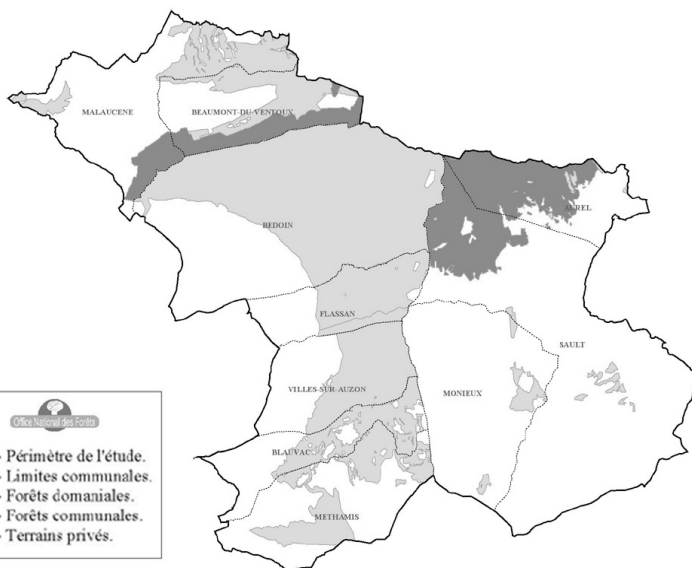 MALAUCENE
BEAUMONT-DU-VENTOUX
AUREL
BEDOIN
FLASSAN
SAULT
VILLES-SUR-AUZON
MONIEUX
BLAUVAC
METHAMIS
Office National des Forêts
Périmètre de l'étude.
Limites communales.
Forêts domaniales.
Forêts communales.
Terrains privés.